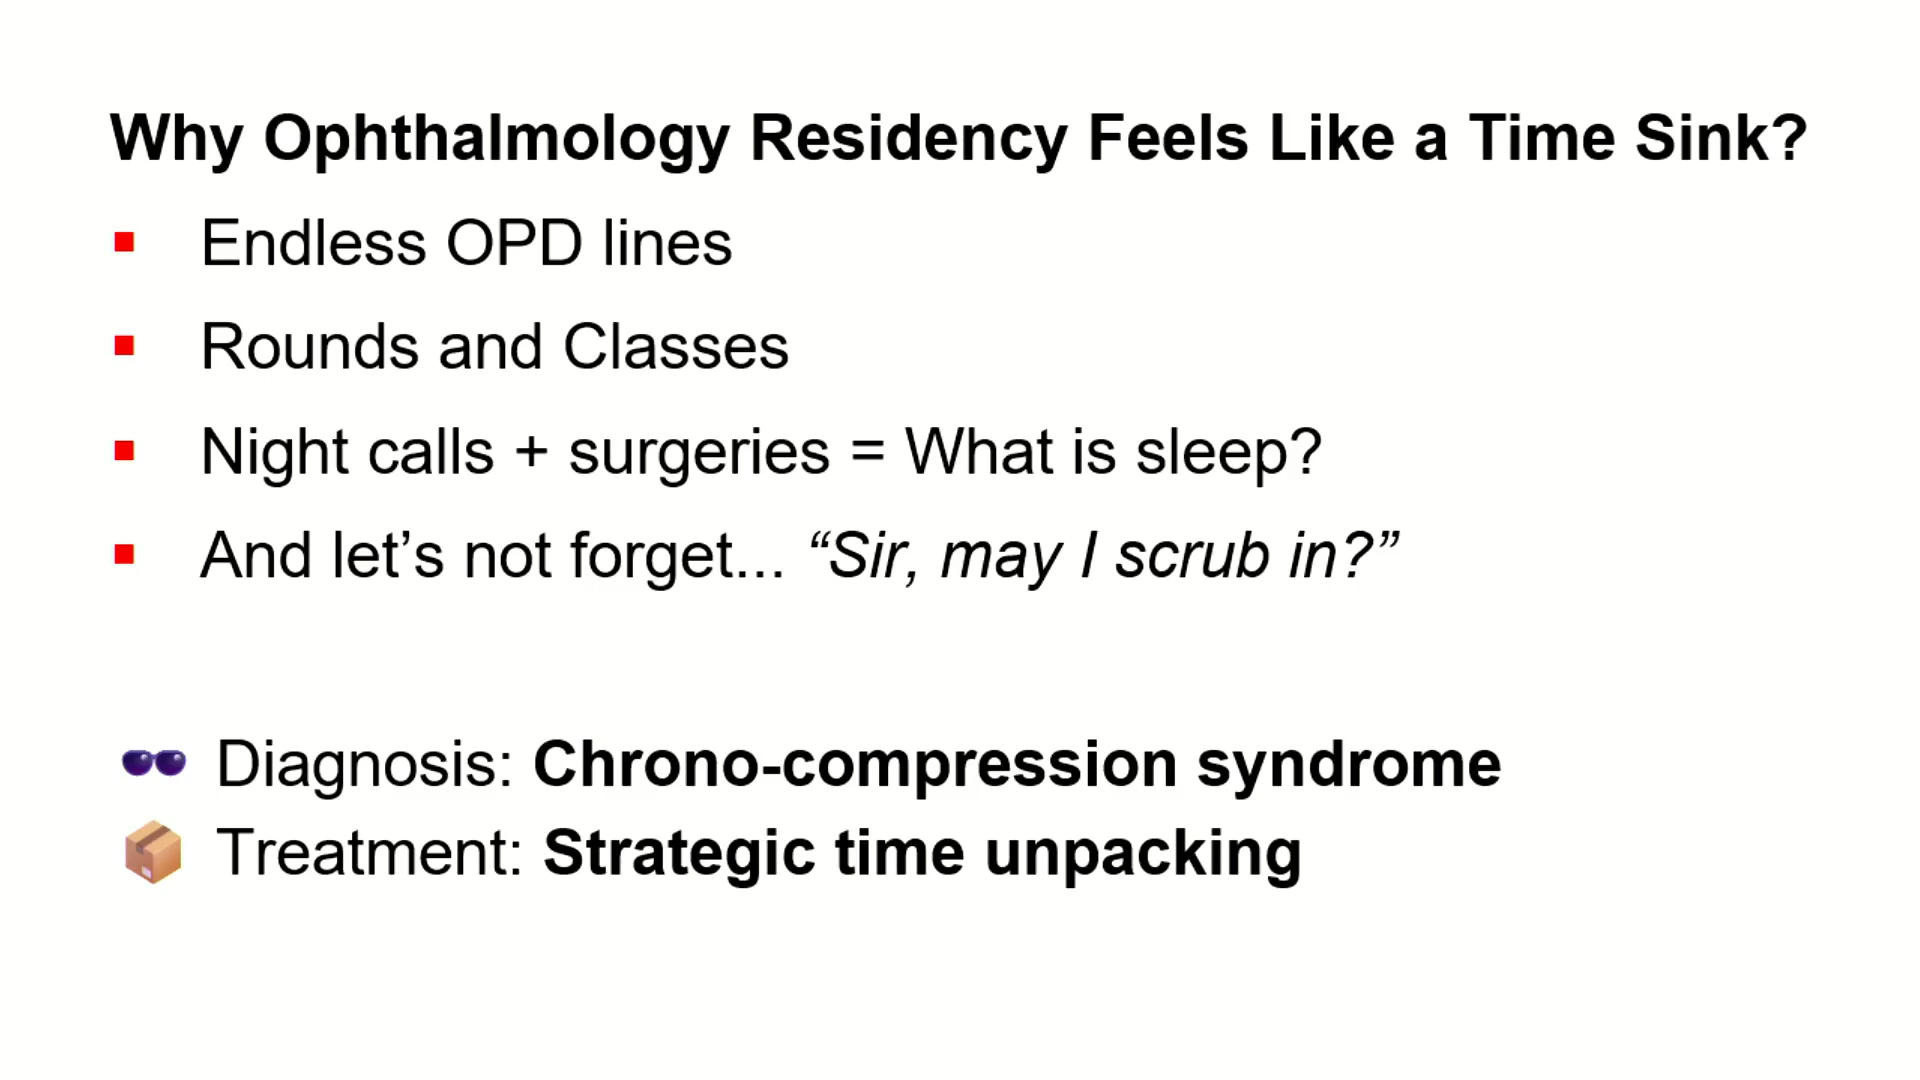 Why Ophthalmology Residency Feels Like a Time Sink?
▪ Endless OPD lines
▪ Rounds and Classes
▪ Night calls + surgeries = What is sleep?
▪ And let’s not forget... “Sir, may I scrub in?”
🕶️ Diagnosis: Chrono-compression syndrome
📦 Treatment: Strategic time unpacking